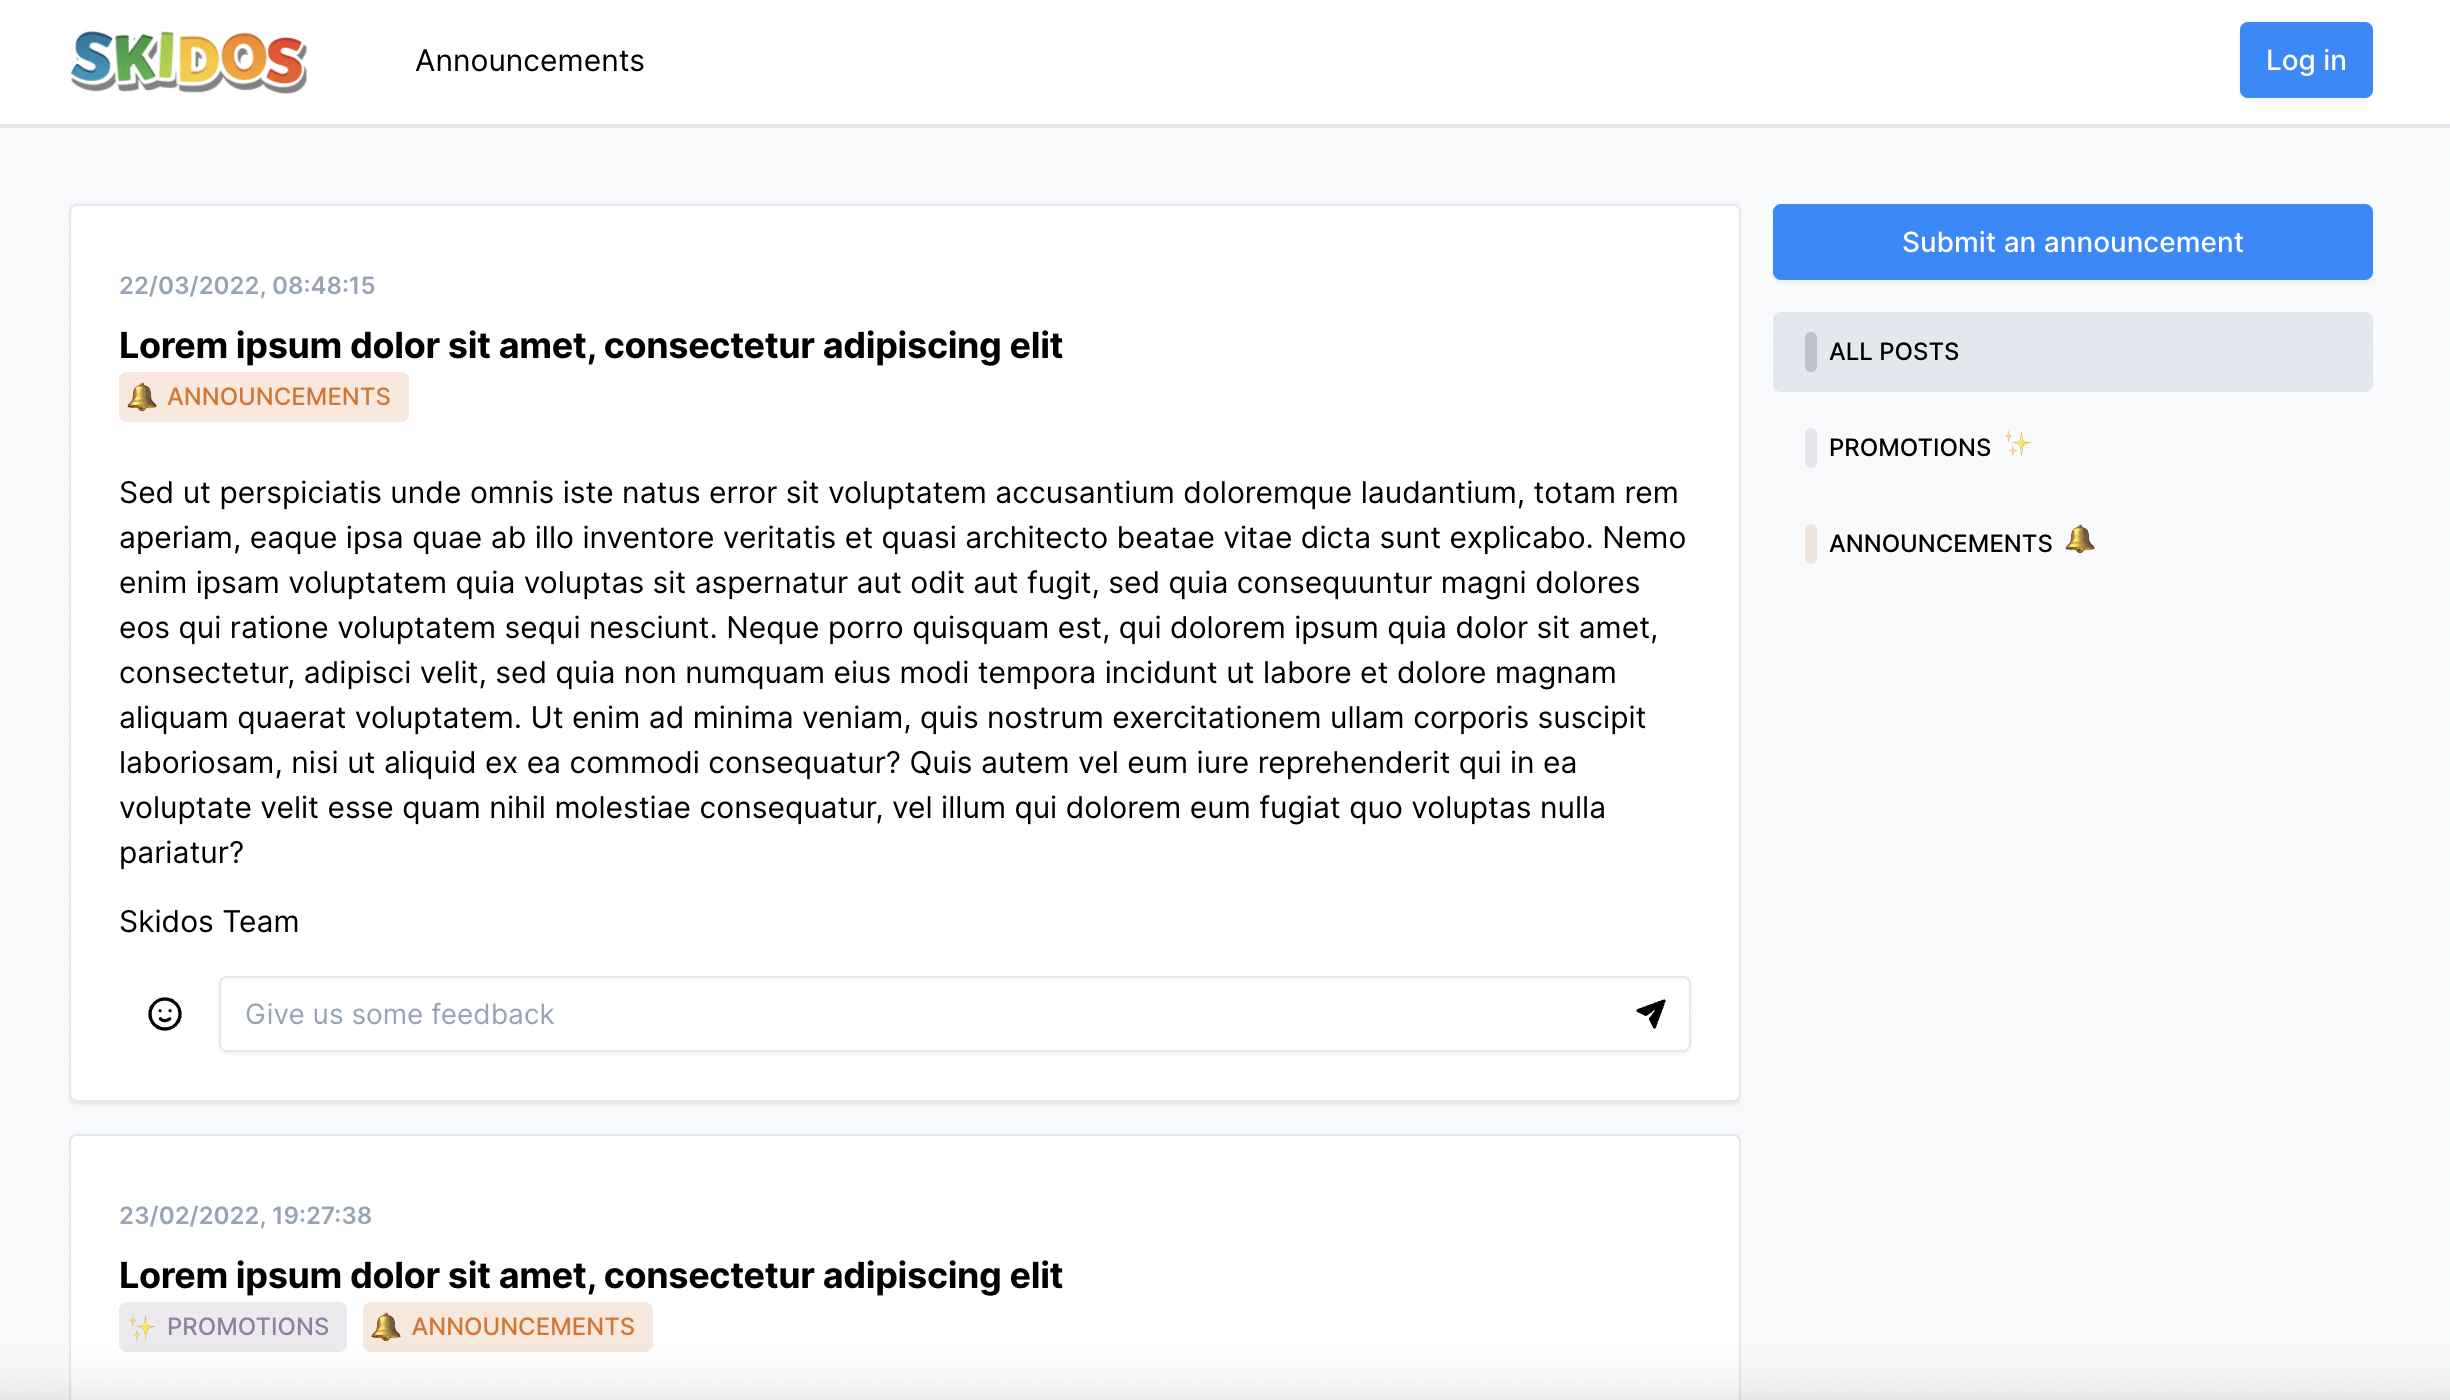 SKIDOS
Announcements
Log in
22/03/2022, 08:48:15
Lorem ipsum dolor sit amet, consectetur adipiscing elit
🔔 ANNOUNCEMENTS
Sed ut perspiciatis unde omnis iste natus error sit voluptatem accusantium doloremque laudantium, totam rem
aperiam, eaque ipsa quae ab illo inventore veritatis et quasi architecto beatae vitae dicta sunt explicabo. Nemo
enim ipsam voluptatem quia voluptas sit aspernatur aut odit aut fugit, sed quia consequuntur magni dolores
eos qui ratione voluptatem sequi nesciunt. Neque porro quisquam est, qui dolorem ipsum quia dolor sit amet,
consectetur, adipisci velit, sed quia non numquam eius modi tempora incidunt ut labore et dolore magnam
aliquam quaerat voluptatem. Ut enim ad minima veniam, quis nostrum exercitationem ullam corporis suscipit
laboriosam, nisi ut aliquid ex ea commodi consequatur? Quis autem vel eum iure reprehenderit qui in ea
voluptate velit esse quam nihil molestiae consequatur, vel illum qui dolorem eum fugiat quo voluptas nulla
pariatur?
Skidos Team
Give us some feedback
23/02/2022, 19:27:38
Lorem ipsum dolor sit amet, consectetur adipiscing elit
✨ PROMOTIONS 🔔 ANNOUNCEMENTS
Submit an announcement
ALL POSTS
PROMOTIONS ✨
ANNOUNCEMENTS 🔔